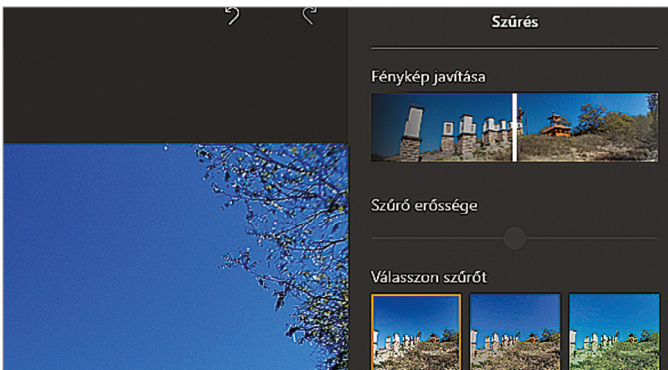 Szűrés
Fénykép javítása
Szűrő erőssége
Válasszon szűrőt